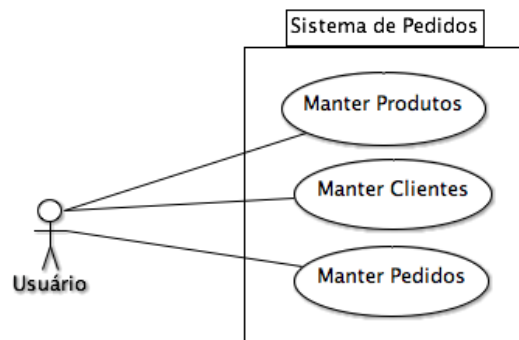 Sistema de Pedidos
Manter Produtos
Manter Clientes
Manter Pedidos
Usuário